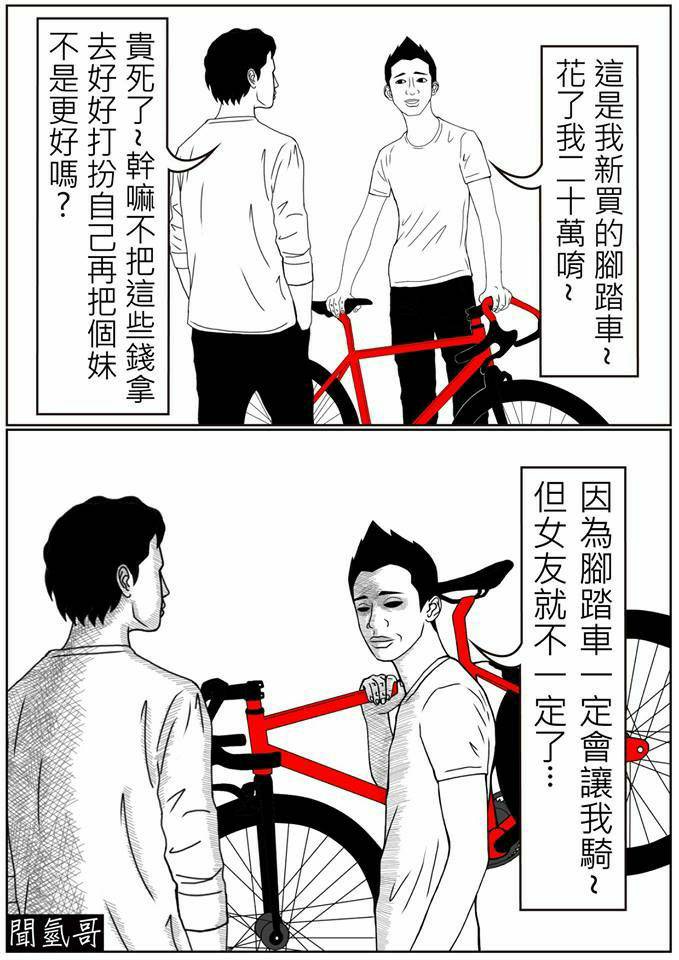 這是我新買的腳踏車~
花了我二十萬唷~
貴死了~幹嘛不把這些錢拿
去好好打扮自己再把個妹
不是更好嗎？
因為腳踏車一定會讓我騎~
但女友就不一定了...
聞氫哥